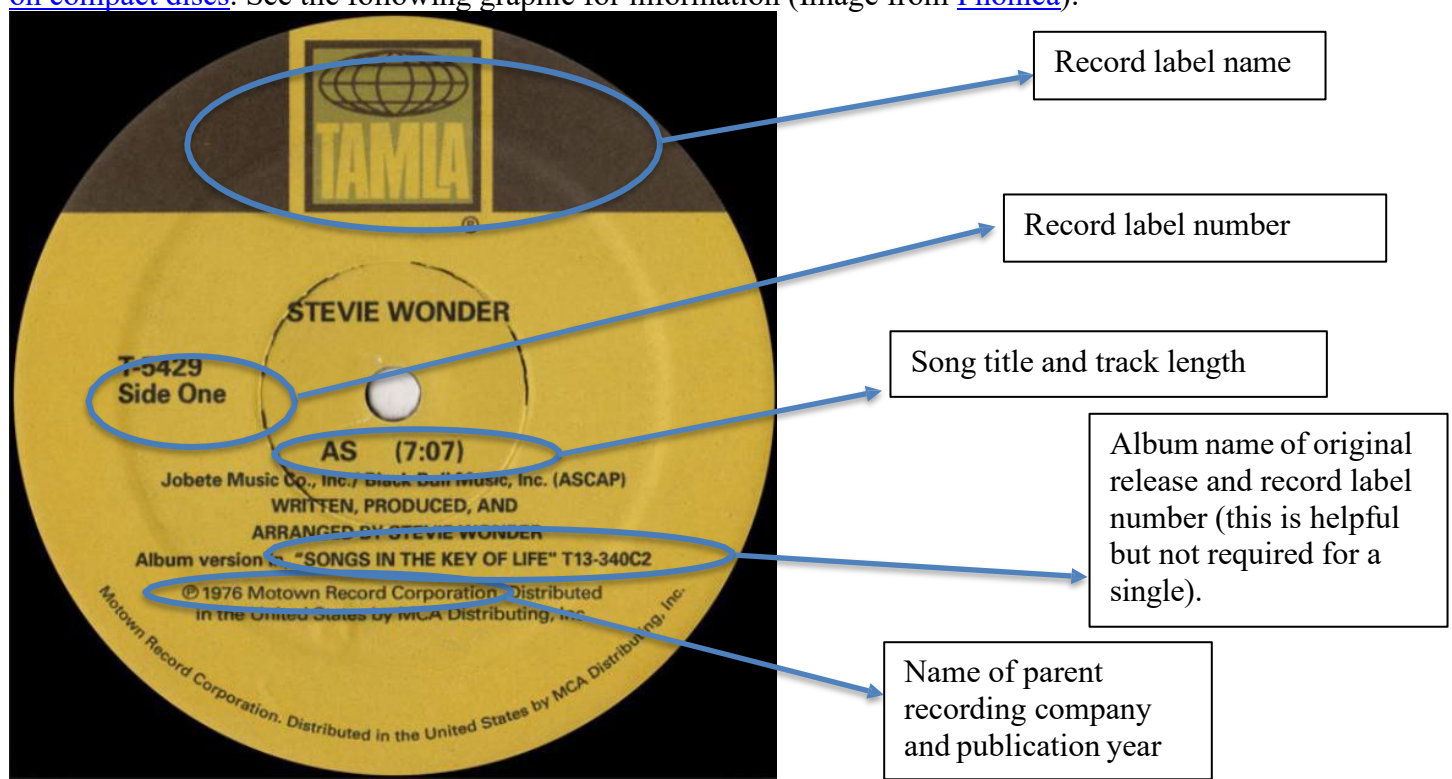 on compact discs. See the following graphic for information (Image from Phonica).
TAMLA
®
STEVIE WONDER
T-5429
Side One
AS (7:07)
Jobete Music Co., Inc./ Black Bull Music, Inc. (ASCAP)
WRITTEN, PRODUCED, AND
ARRANGED BY STEVIE WONDER
Album version in "SONGS IN THE KEY OF LIFE" T13-340C2
℗ 1976 Motown Record Corporation. Distributed
in the United States by MCA Distributing, Inc.
Motown Record Corporation. Distributed in the United States by MCA Distributing, Inc.
Record label name
Record label number
Song title and track length
Album name of original
release and record label
number (this is helpful
but not required for a
single).
Name of parent
recording company
and publication year